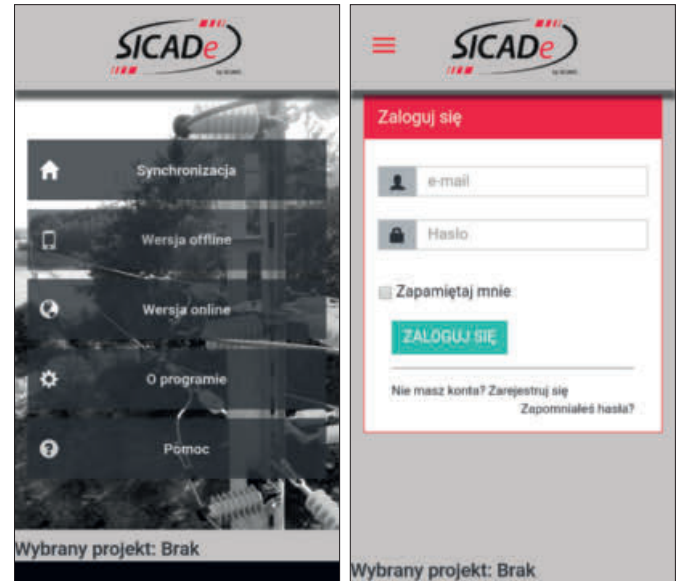 SICADe
Synchronizacja
Wersja offline
Wersja online
O programie
Pomoc
Wybrany projekt: Brak
SICADe
Zaloguj się
e-mail
Hasło
Zapamiętaj mnie
ZALOGUJ SIĘ
Nie masz konta? Zarejestruj się
Zapomniałeś hasła?
Wybrany projekt: Brak